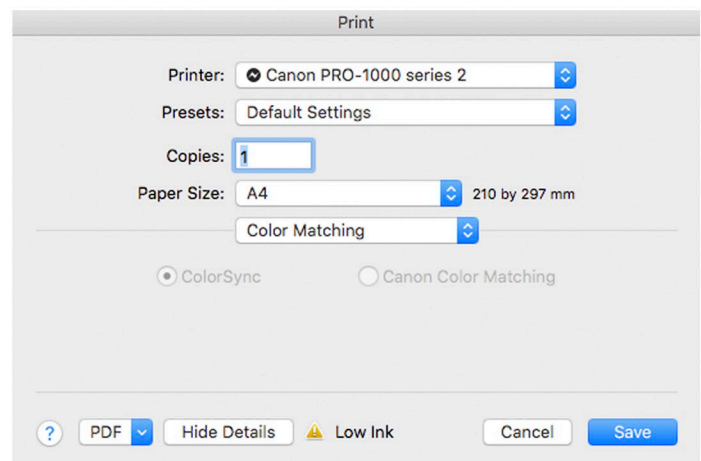 Print
Printer: Canon PRO-1000 series 2
Presets: Default Settings
Copies: 1
Paper Size: A4 210 by 297 mm
Color Matching
ColorSync Canon Color Matching
? PDF Hide Details Low Ink Cancel Save